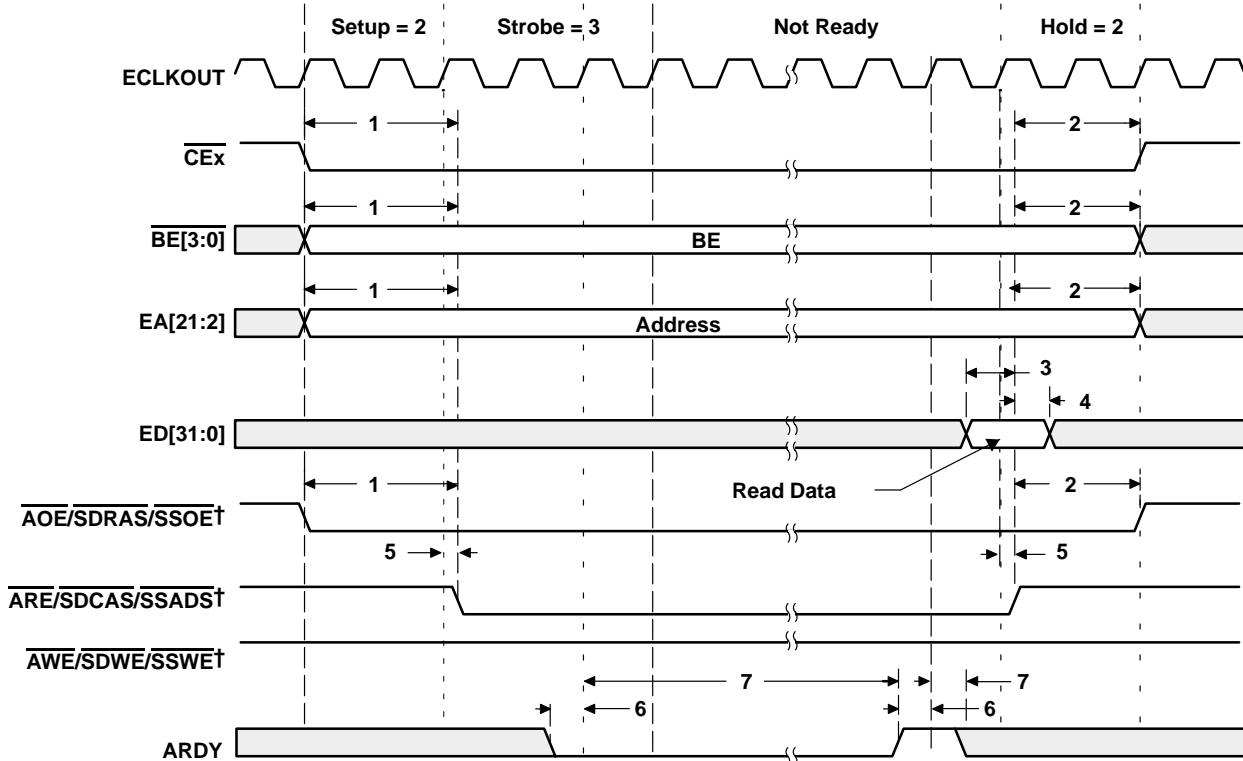 Setup = 2 Strobe = 3 Not Ready Hold = 2
ECLKOUT
1 2
CEx
1 2
BE[3:0] BE
1 2
EA[21:2] Address
3
4
ED[31:0]
1 Read Data 2
AOE/SDRAS/SSOE†
5 5
ARE/SDCAS/SSADS†
AWE/SDWE/SSWE†
7 7
6 6
ARDY